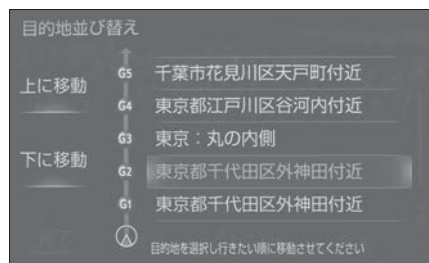 目的地並び替え
上に移動
下に移動
G5 千葉市花見川区天戸町付近
G4 東京都江戸川区谷河内付近
G3 東京：丸の内側
G2 東京都千代田区外神田付近
G1 東京都千代田区外神田付近
完了
目的地を選択し行きたい順に移動させてください